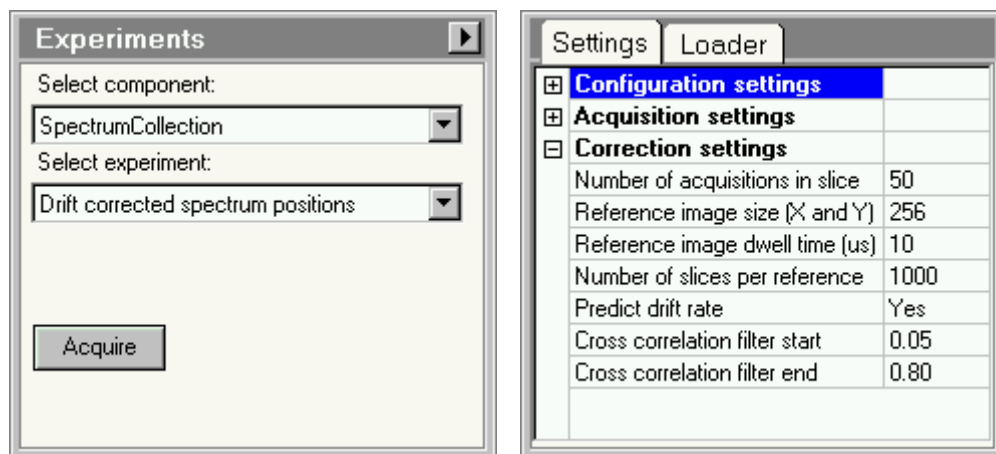 Experiments
Select component:
SpectrumCollection
Select experiment:
Drift corrected spectrum positions
Acquire
Settings Loader
Configuration settings
Acquisition settings
Correction settings
Number of acquisitions in slice 50
Reference image size (X and Y) 256
Reference image dwell time (us) 10
Number of slices per reference 1000
Predict drift rate Yes
Cross correlation filter start 0.05
Cross correlation filter end 0.80